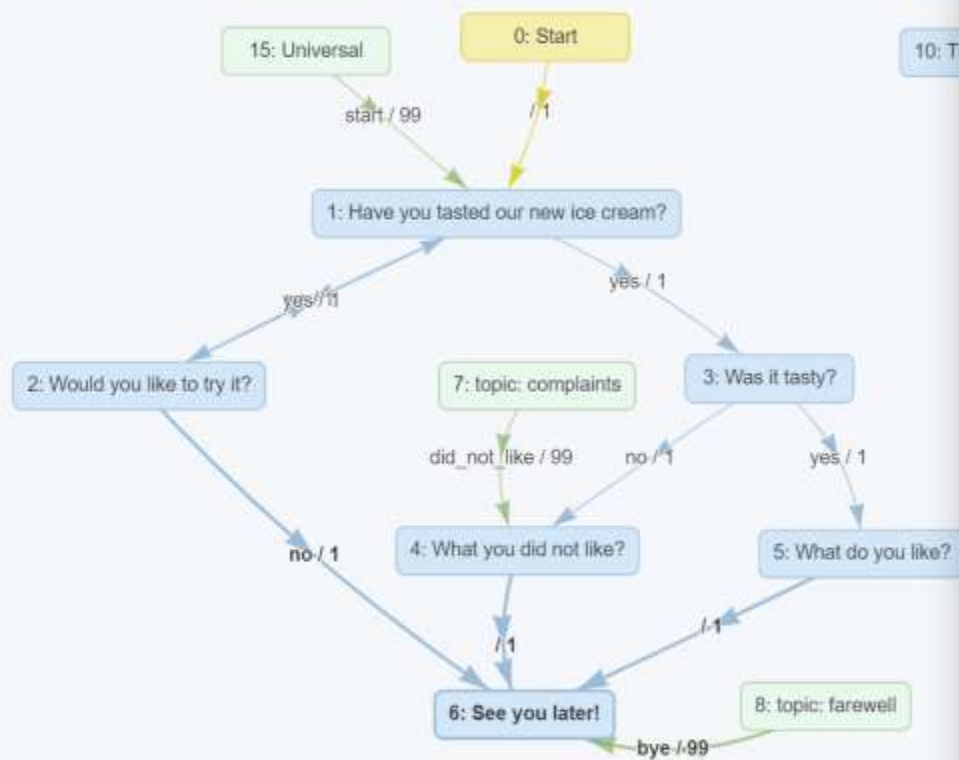 15: Universal
0: Start
10: T
start / 99
/ 1
1: Have you tasted our new ice cream?
yes / 1
2: Would you like to try it?
7: topic: complaints
3: Was it tasty?
did_not_like / 99
no / 1
yes / 1
no / 1
4: What you did not like?
5: What do you like?
/ 1
/ 1
6: See you later!
8: topic: farewell
bye / 99